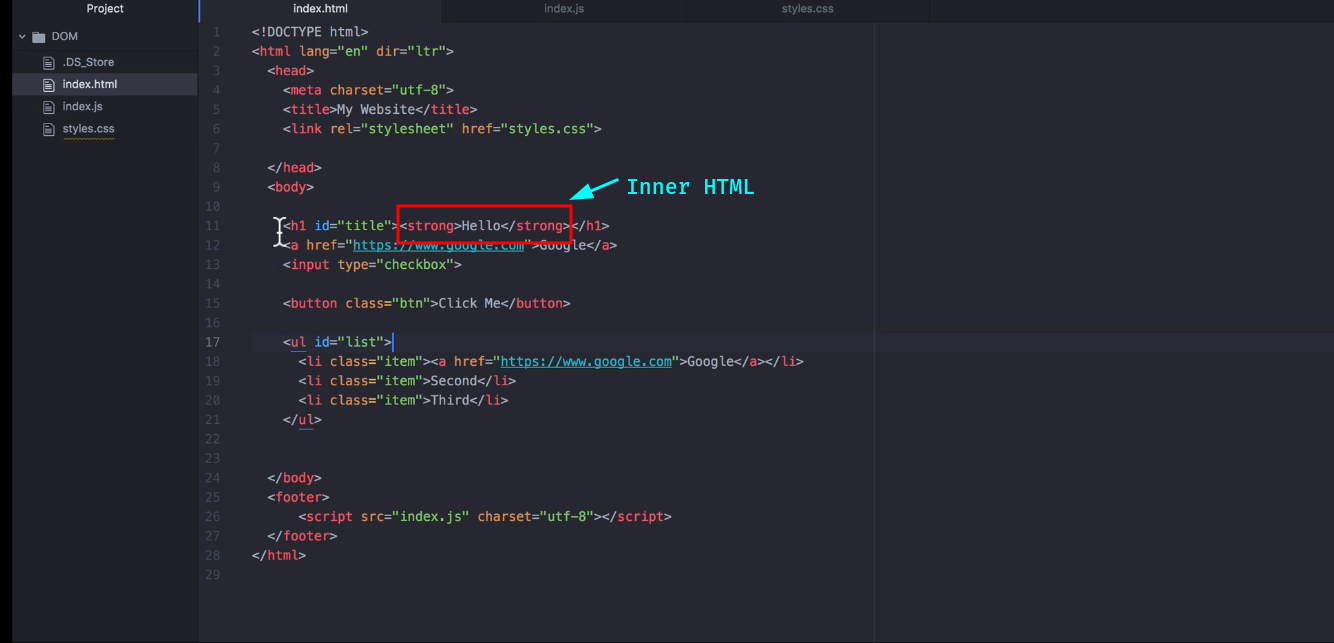 Project
index.html
index.js
styles.css
DOM
.DS_Store
index.html
index.js
styles.css
1 <!DOCTYPE html>
2 <html lang="en" dir="ltr">
3 <head>
4 <meta charset="utf-8">
5 <title>My Website</title>
6 <link rel="stylesheet" href="styles.css">
7
8 </head>
9 <body>
Inner HTML
10
11 <h1 id="title"><strong>Hello</strong></h1>
12 <a href="https://www.google.com">Google</a>
13 <input type="checkbox">
14
15 <button class="btn">Click Me</button>
16
17 <ul id="list">
18 <li class="item"><a href="https://www.google.com">Google</a></li>
19 <li class="item">Second</li>
20 <li class="item">Third</li>
21 </ul>
22
23
24 </body>
25 <footer>
26 <script src="index.js" charset="utf-8"></script>
27 </footer>
28 </html>
29